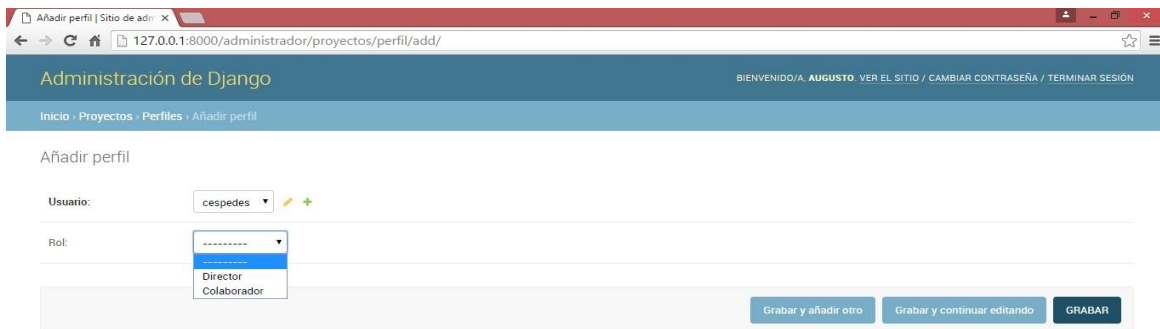 Añadir perfil | Sitio de adm
127.0.0.1:8000/administrador/proyectos/perfil/add/
Administración de Django
BIENVENIDO/A, AUGUSTO. VER EL SITIO / CAMBIAR CONTRASEÑA / TERMINAR SESIÓN
Inicio › Proyectos › Perfiles › Añadir perfil
Añadir perfil
Usuario: cespedes
Rol: ---------
---------
Director
Colaborador
Grabar y añadir otro Grabar y continuar editando GRABAR